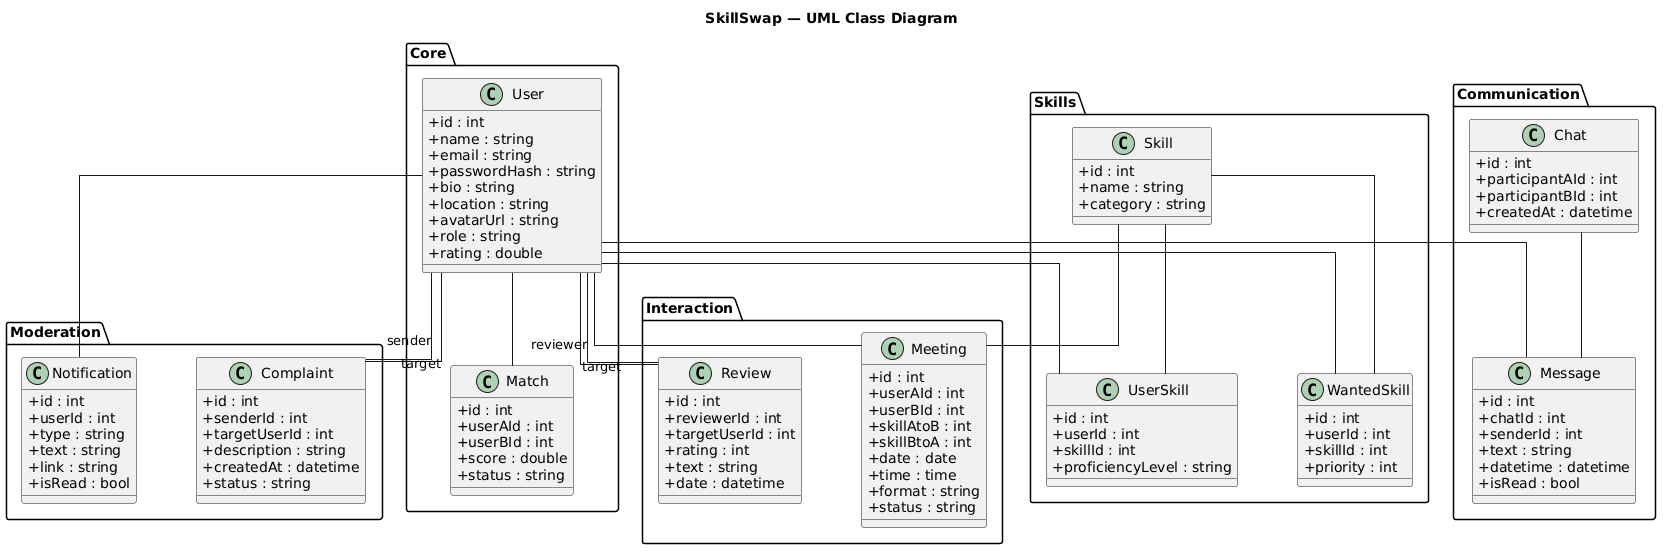 SkillSwap — UML Class Diagram
Core
C User
+id : int
+name : string
+email : string
+passwordHash : string
+bio : string
+location : string
+avatarUrl : string
+role : string
+rating : double
C Match
+id : int
+userAId : int
+userBId : int
+score : double
+status : string
Moderation
C Notification
+id : int
+userId : int
+type : string
+text : string
+link : string
+isRead : bool
C Complaint
+id : int
+senderId : int
+targetUserId : int
+description : string
+createdAt : datetime
+status : string
sender
target
reviewer
target
Interaction
C Review
+id : int
+reviewerId : int
+targetUserId : int
+rating : int
+text : string
+date : datetime
C Meeting
+id : int
+userAId : int
+userBId : int
+skillAtoB : int
+skillBtoA : int
+date : date
+time : time
+format : string
+status : string
Skills
C Skill
+id : int
+name : string
+category : string
C UserSkill
+id : int
+userId : int
+skillId : int
+proficiencyLevel : string
C WantedSkill
+id : int
+userId : int
+skillId : int
+priority : int
Communication
C Chat
+id : int
+participantAId : int
+participantBId : int
+createdAt : datetime
C Message
+id : int
+chatId : int
+senderId : int
+text : string
+datetime : datetime
+isRead : bool